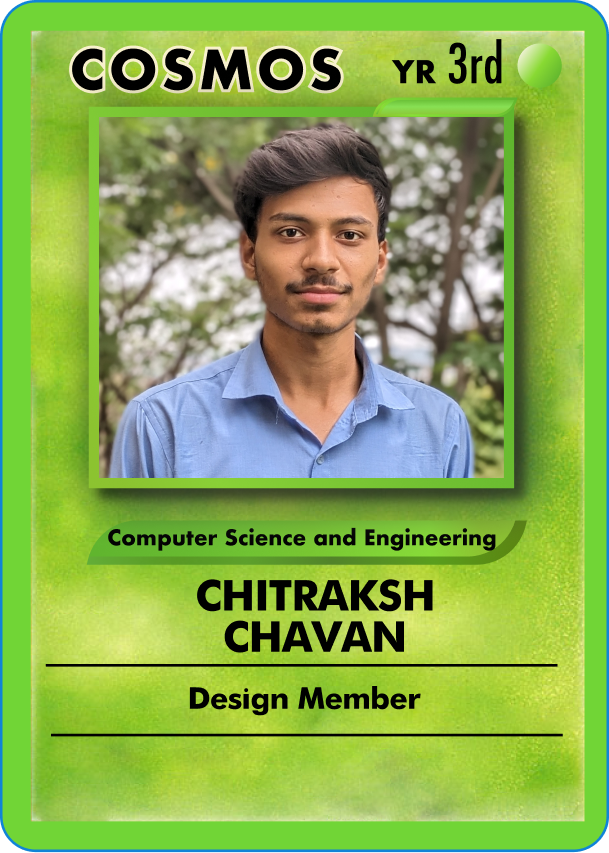 COSMOS YR 3rd
Computer Science and Engineering
CHITRAKSH
CHAVAN
Design Member